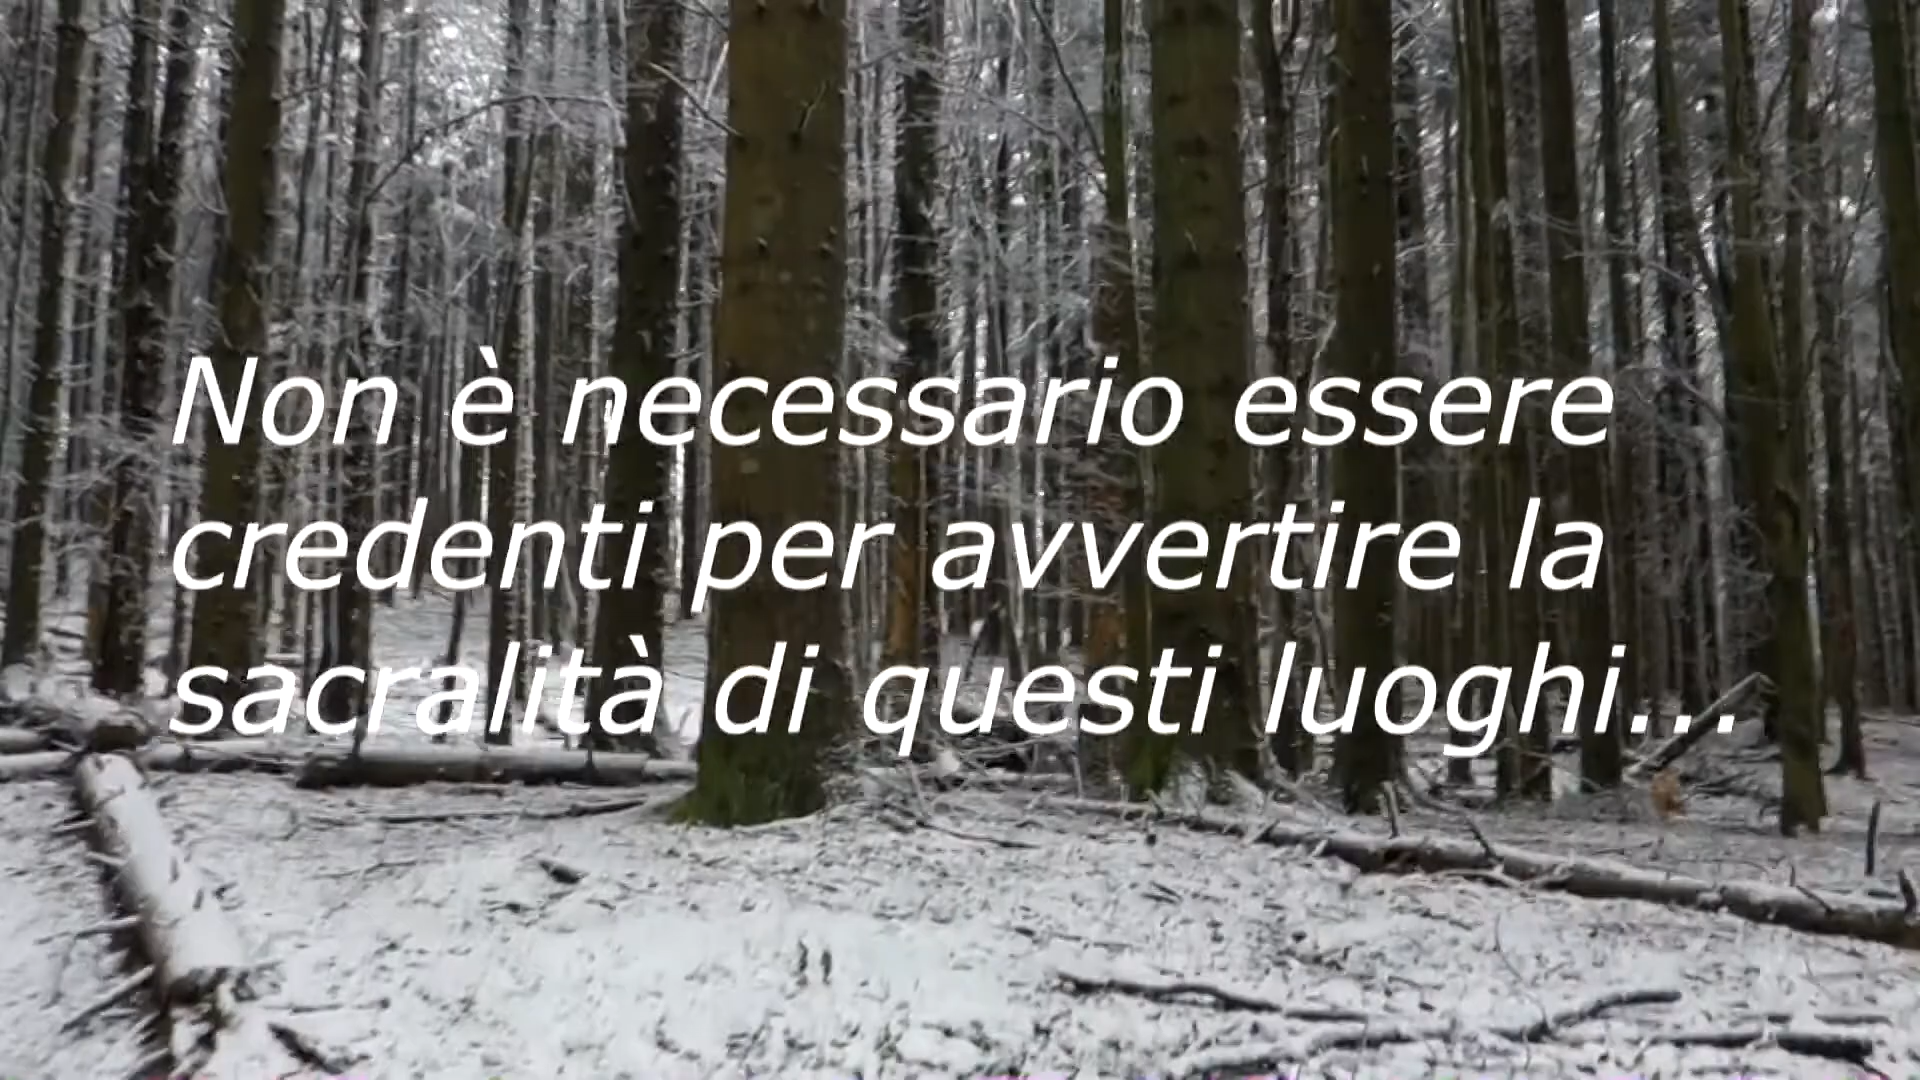 Non è necessario essere
credenti per avvertire la
sacralità di questi luoghi...